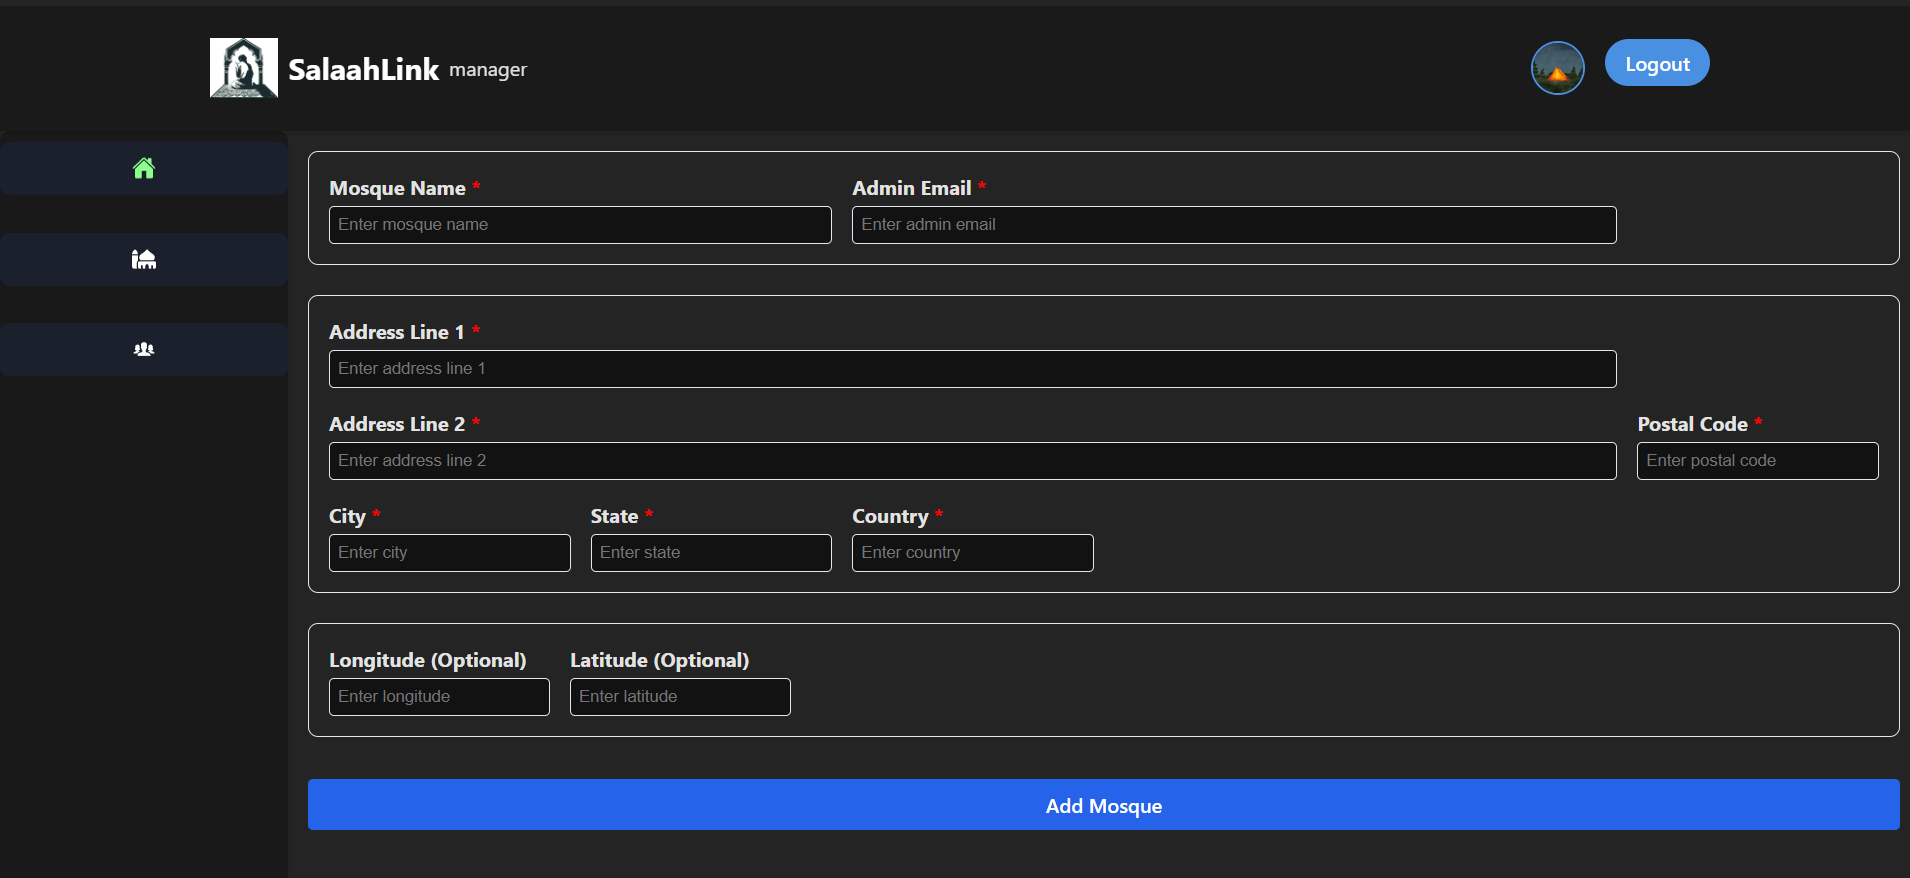 SalaahLink manager
Logout
Mosque Name * Admin Email *
Enter mosque name Enter admin email
Address Line 1 *
Enter address line 1
Address Line 2 * Postal Code *
Enter address line 2 Enter postal code
City * State * Country *
Enter city Enter state Enter country
Longitude (Optional) Latitude (Optional)
Enter longitude Enter latitude
Add Mosque